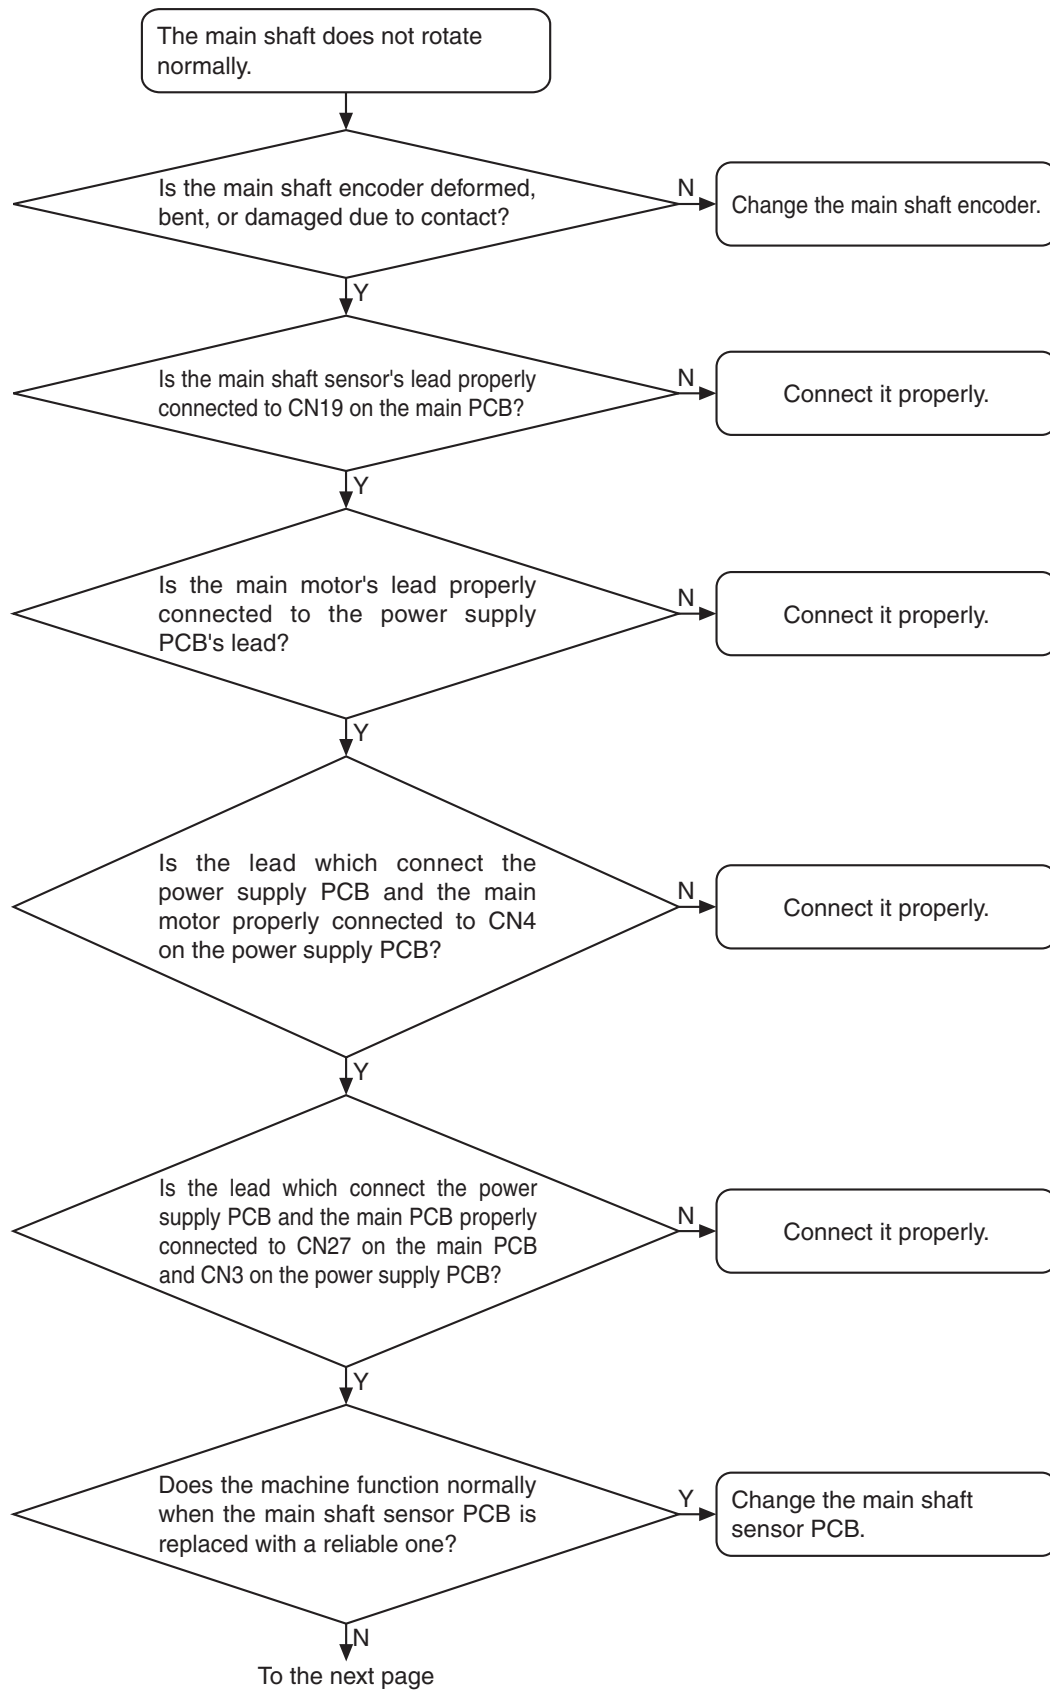 The main shaft does not rotate
normally.
Is the main shaft encoder deformed,
bent, or damaged due to contact?
N
Change the main shaft encoder.
Y
Is the main shaft sensor's lead properly
connected to CN19 on the main PCB?
N
Connect it properly.
Y
Is the main motor's lead properly
connected to the power supply
PCB's lead?
N
Connect it properly.
Y
Is the lead which connect the
power supply PCB and the main
motor properly connected to CN4
on the power supply PCB?
N
Connect it properly.
Y
Is the lead which connect the power
supply PCB and the main PCB properly
connected to CN27 on the main PCB
and CN3 on the power supply PCB?
N
Connect it properly.
Y
Does the machine function normally
when the main shaft sensor PCB is
replaced with a reliable one?
Y
Change the main shaft
sensor PCB.
N
To the next page